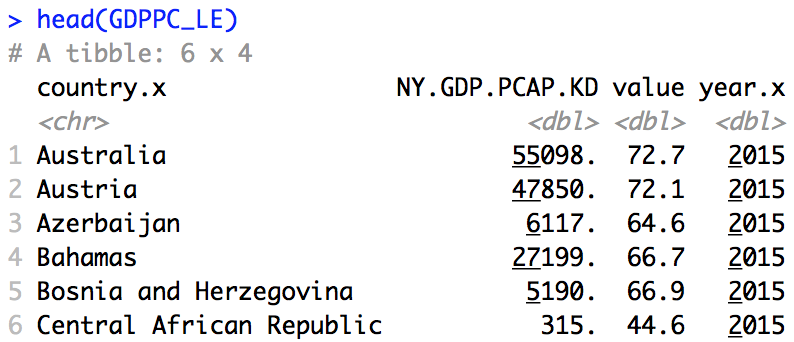 > head(GDPPC_LE)
# A tibble: 6 x 4
country.x NY.GDP.PCAP.KD value year.x
<chr> <dbl> <dbl> <dbl>
1 Australia 55098. 72.7 2015
2 Austria 47850. 72.1 2015
3 Azerbaijan 6117. 64.6 2015
4 Bahamas 27199. 66.7 2015
5 Bosnia and Herzegovina 5190. 66.9 2015
6 Central African Republic 315. 44.6 2015